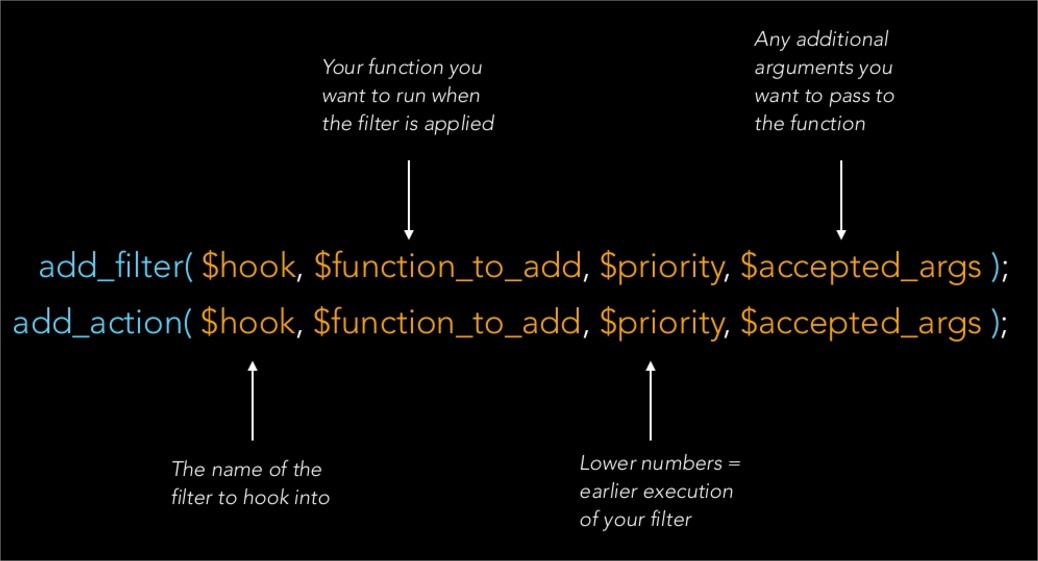 Your function you
want to run when
the filter is applied
Any additional
arguments you
want to pass to
the function
add_filter( $hook, $function_to_add, $priority, $accepted_args );
add_action( $hook, $function_to_add, $priority, $accepted_args );
The name of the
filter to hook into
Lower numbers =
earlier execution
of your filter